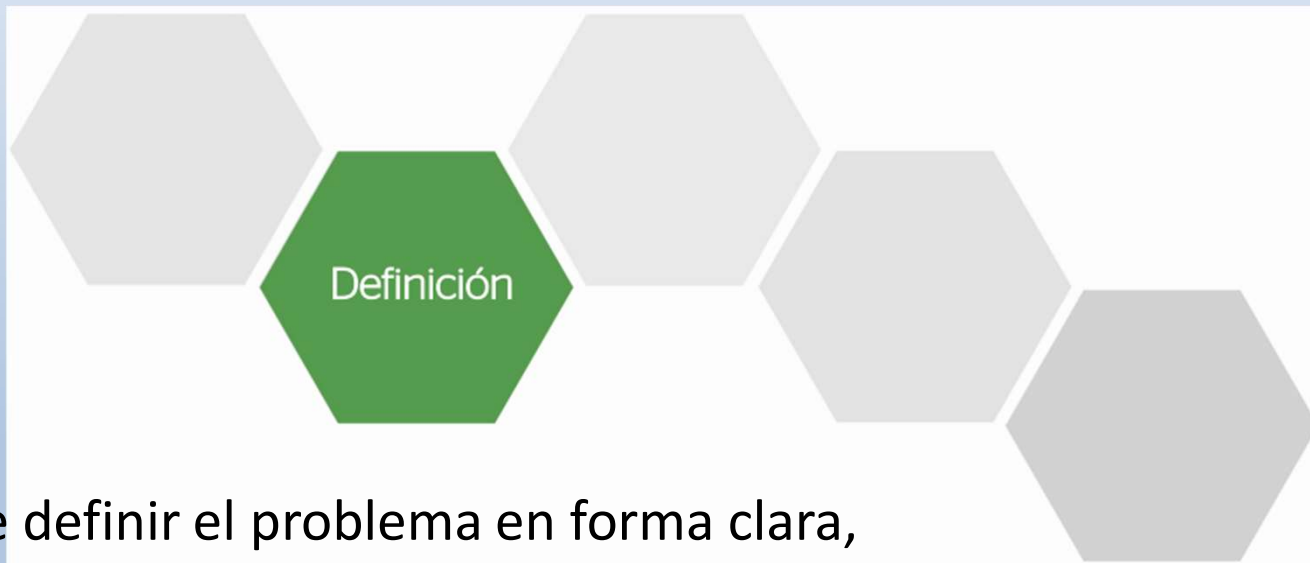 Definición
definir el problema en forma clara,